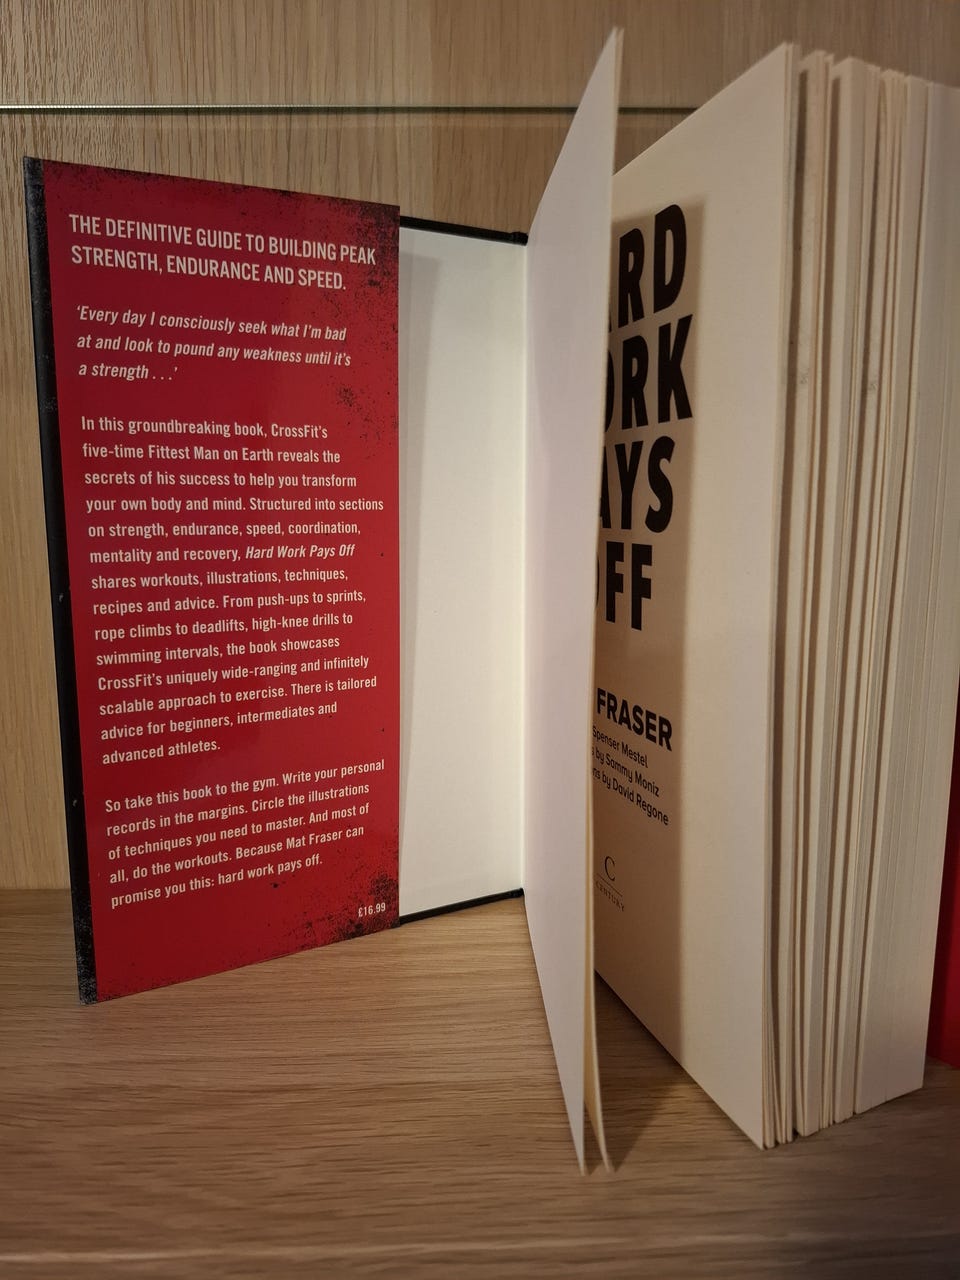 THE DEFINITIVE GUIDE TO BUILDING PEAK
STRENGTH, ENDURANCE AND SPEED.
‘Every day I consciously seek what I’m bad
at and look to pound any weakness until it’s
a strength . . .’
In this groundbreaking book, CrossFit’s
five-time Fittest Man on Earth reveals the
secrets of his success to help you transform
your own body and mind. Structured into sections
on strength, endurance, speed, coordination,
mentality and recovery, Hard Work Pays Off
shares workouts, illustrations, techniques,
recipes and advice. From push-ups to sprints,
rope climbs to deadlifts, high-knee drills to
swimming intervals, the book showcases
CrossFit’s uniquely wide-ranging and infinitely
scalable approach to exercise. There is tailored
advice for beginners, intermediates and
advanced athletes.
So take this book to the gym. Write your personal
records in the margins. Circle the illustrations
of techniques you need to master. And most of
all, do the workouts. Because Mat Fraser can
promise you this: hard work pays off.
£16.99
RD
ORK
AYS
OFF
FRASER
Spenser Mestel
s by Sammy Moniz
ns by David Regone
C
CENTURY